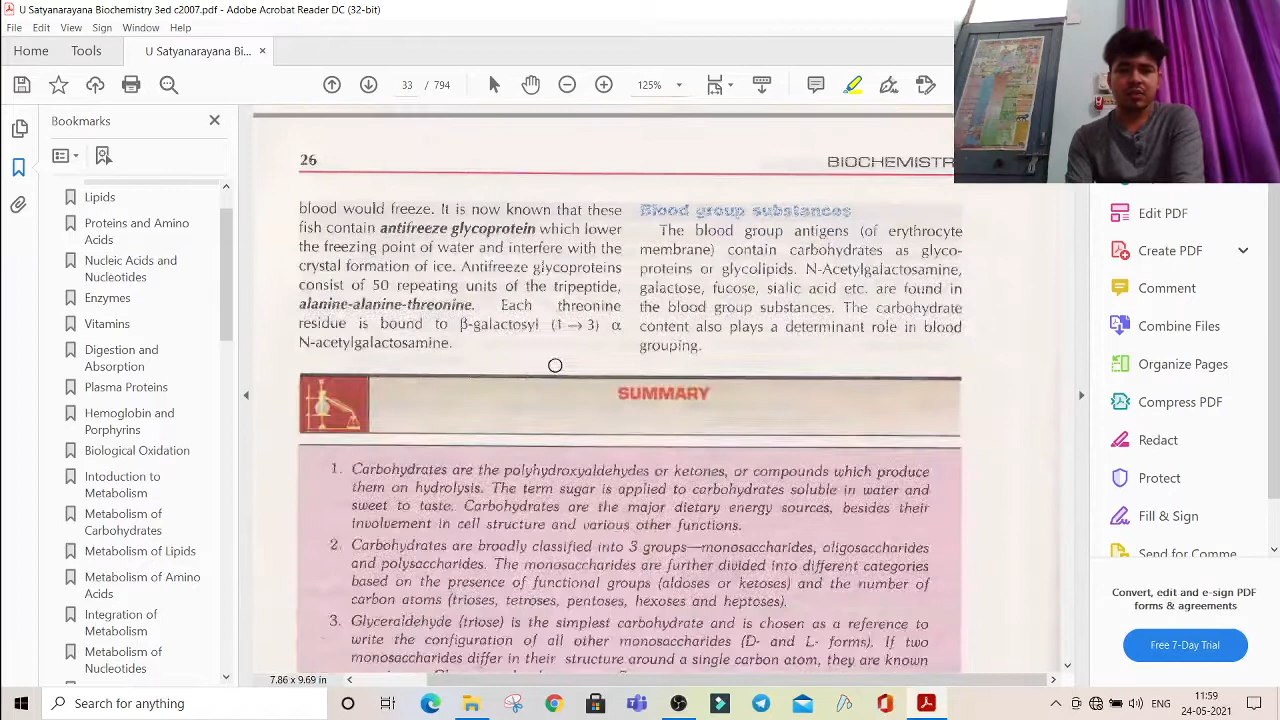 U Satyanarayana Biochemistry 3ed c2007.pdf - Adobe Acrobat Reader DC (32-bit)
File Edit View Sign Window Help
Home Tools U Satyanarayana Bi... ×
33 / 794 125%
Bookmarks
Lipids
Proteins and Amino
Acids
Nucleic Acids and
Nucleotides
Enzymes
Vitamins
Digestion and
Absorption
Plasma Proteins
Hemoglobin and
Porphyrins
Biological Oxidation
Intoduction to
Metabolism
Metabolism of
Carbohydrates
Metabolism of Lipids
Metabolism of Amino
Acids
Integration of
Metabolism
Metabolism of
Nucleotides
26
BIOCHEMISTR
blood would freeze. It is now known that these
fish contain antifreeze glycoprotein which lower
the freezing point of water and interfere with the
crystal formation of ice. Antifreeze glycoproteins
consist of 50 repeating units of the tripeptide,
alanine-alanine-threonine. Each threonine
residue is bound to β-galactosyl (1 → 3) α
N-acetylgalactosamine.
Blood group substances
The blood group antigens (of erythrocyte
membrane) contain carbohydrates as glyco-
proteins or glycolipids. N-Acetylgalactosamine,
galactose, fucose, sialic acid etc. are found in
the blood group substances. The carbohydrate
content also plays a determinant role in blood
grouping.
SUMMARY
1. Carbohydrates are the polyhydroxyaldehydes or ketones, or compounds which produce
them on hydrolysis. The term sugar is applied to carbohydrates soluble in water and
sweet to taste. Carbohydrates are the major dietary energy sources, besides their
involvement in cell structure and various other functions.
2. Carbohydrates are broadly classified into 3 groups—monosaccharides, oligosaccharides
and polysaccharides. The monosaccharides are further divided into different categories
based on the presence of functional groups (aldoses or ketoses) and the number of
carbon atoms (trioses, tetroses, pentoses, hexoses and heptoses).
3. Glyceraldehyde (triose) is the simplest carbohydrate and is chosen as a reference to
write the configuration of all other monosaccharides (D- and L- forms). If two
monosaccharides differ in their structure around a single carbon atom, they are known
7.86 x 9.69 in
Edit PDF
Create PDF
Comment
Combine Files
Organize Pages
Compress PDF
Redact
Protect
Fill & Sign
Send for Comme
Convert, edit and e-sign PDF
forms & agreements
Free 7-Day Trial
Search for anything
ENG
11:59
24-05-2021